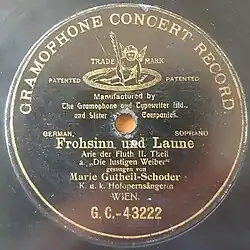 GRAMOPHONE CONCERT RECORD.
TRADE MARK
PATENTED PATENTED
Manufactured by
The Gramophone and Typewriter Ltd.,
and Sister Companies.
GERMAN, SOPRANO
Frohsinn und Laune
Arie der Fluth II. Theil
a. „Die lustigen Weiber"
gesungen von
Marie Gutheil-Schoder
K. u. k. Hofopernsängerin
WIEN.
G. C.-43222